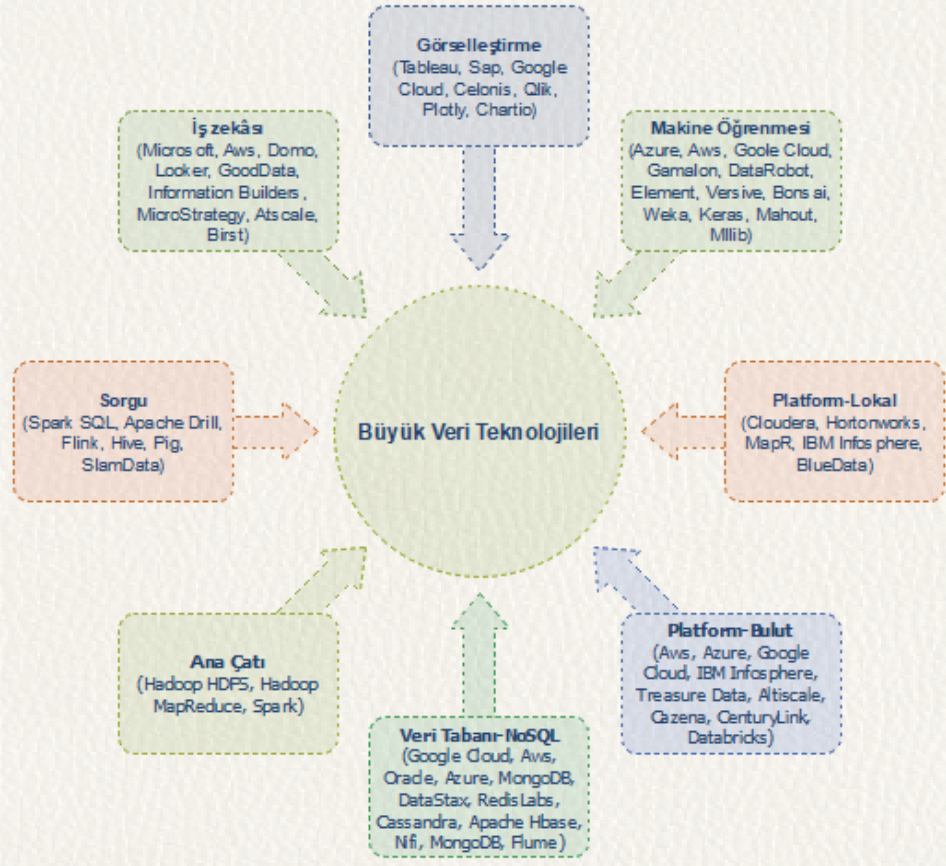 Görselleştirme
(Tableau, Sap, Google
Cloud, Celonis, Qlik,
Plotly, Chartio)
İş zekâsı
(Microsoft, Aws, Domo,
Looker, GoodData,
Information Builders,
MicroStrategy, Atscale,
Birst)
Makine Öğrenmesi
(Azure, Aws, Goole Cloud,
Gamalon, DataRobot,
Element, Versive, Bonsai,
Weka, Keras, Mahout,
Mllib)
Sorgu
(Spark SQL, Apache Drill,
Flink, Hive, Pig,
SlamData)
Büyük Veri Teknolojileri
Platform-Lokal
(Cloudera, Hortonworks,
MapR, IBM Infosphere,
BlueData)
Ana Çatı
(Hadoop HDFS, Hadoop
MapReduce, Spark)
Veri Tabanı-NoSQL
(Google Cloud, Aws,
Oracle, Azure, MongoDB,
DataStax, RedisLabs,
Cassandra, Apache Hbase,
Nifi, MongoDB, Flume)
Platform-Bulut
(Aws, Azure, Google
Cloud, IBM Infosphere,
Treasure Data, Altiscale,
Cazena, CenturyLink,
Databricks)